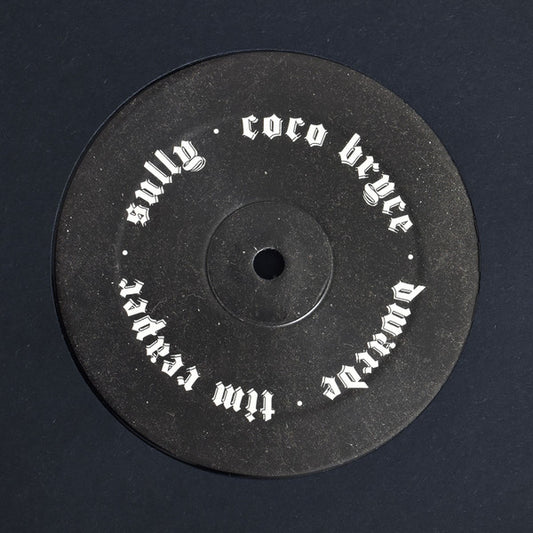 sully · coco bryce · dwarde · tim reaper